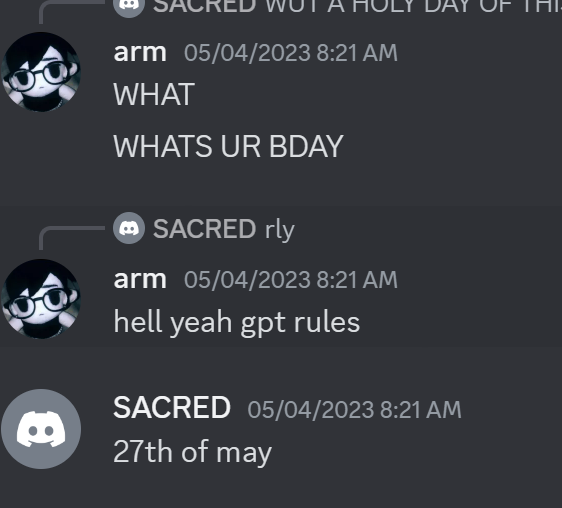 SACRED WUT A HOLY DAY OF THI
arm 05/04/2023 8:21 AM
WHAT
WHATS UR BDAY
SACRED rly
arm 05/04/2023 8:21 AM
hell yeah gpt rules
SACRED 05/04/2023 8:21 AM
27th of may